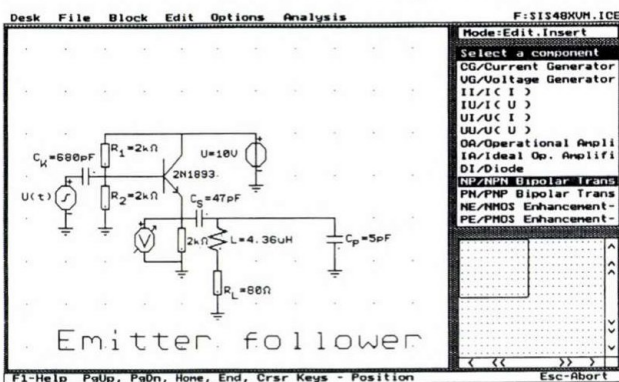 Desk File Block Edit Options Analysis F:SIS48XVM.ICE
Mode:Edit.Insert
Select a component
CG/Current Generator
VG/Voltage Generator
II/I( I )
IU/I( U )
UI/U( I )
UU/U( U )
OA/Operational Ampli
IA/Ideal Op. Amplifi
DI/Diode
NP/NPN Bipolar Trans
PN/PNP Bipolar Trans
NE/NMOS Enhancement-
PE/PMOS Enhancement-
R1=2kΩ
U=10V
CK=680pF
2N1893
U(t)
R2=2kΩ
CS=47pF
V
2kΩ
L=4.36uH
CP=5pF
RL=80Ω
Emitter follower
F1-Help PgUp, PgDn, Home, End, Crsr Keys - Position Esc-Abort